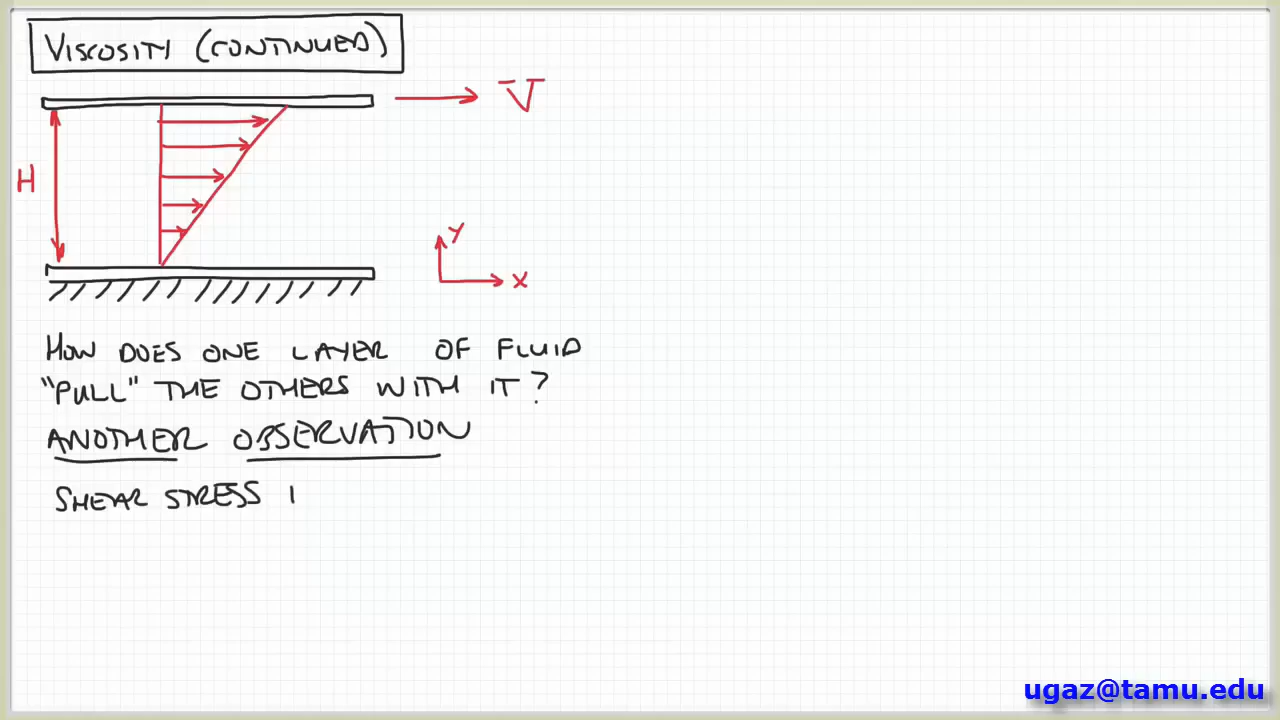 VISCOSITY (CONTINUED)
V
H
Y
X
HOW DOES ONE LAYER OF FLUID
"PULL" THE OTHERS WITH IT?
ANOTHER OBSERVATION
SHEAR STRESS I
ugaz@tamu.edu